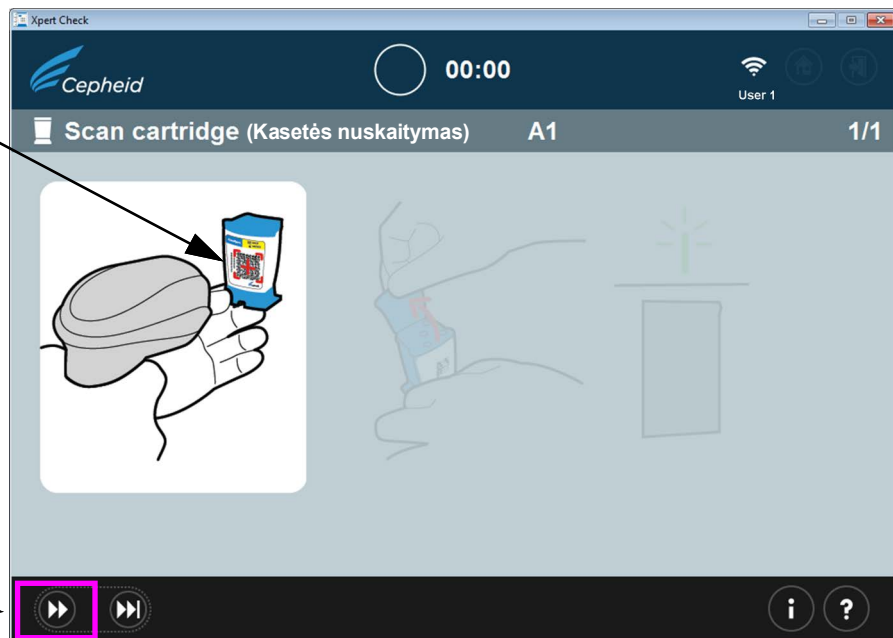 Xpert Check
Cepheid
00:00
User 1
Scan cartridge (Kasetės nuskaitymas) A1 1/1
i ?